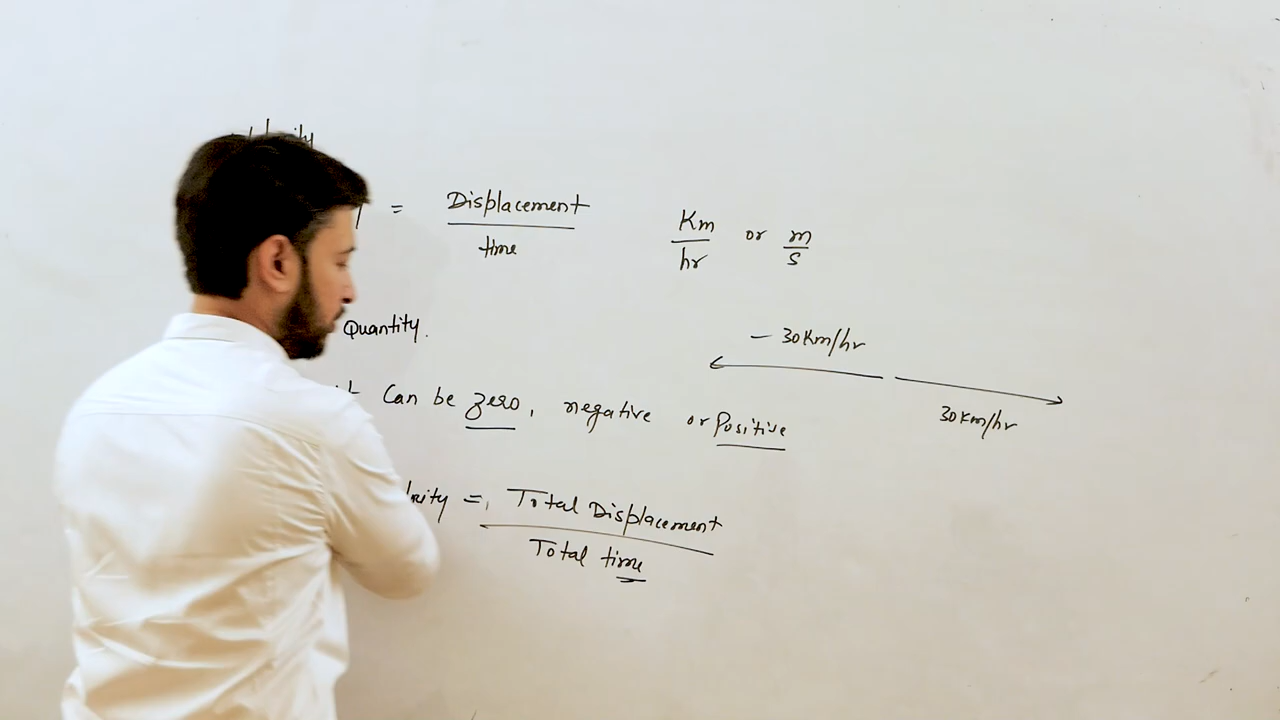 = Displacement
time
Km
hr
or
m
s
Quantity.
- 30Km/hr
30Km/hr
Can be zero, negative or Positive
= Total Displacement
Total time